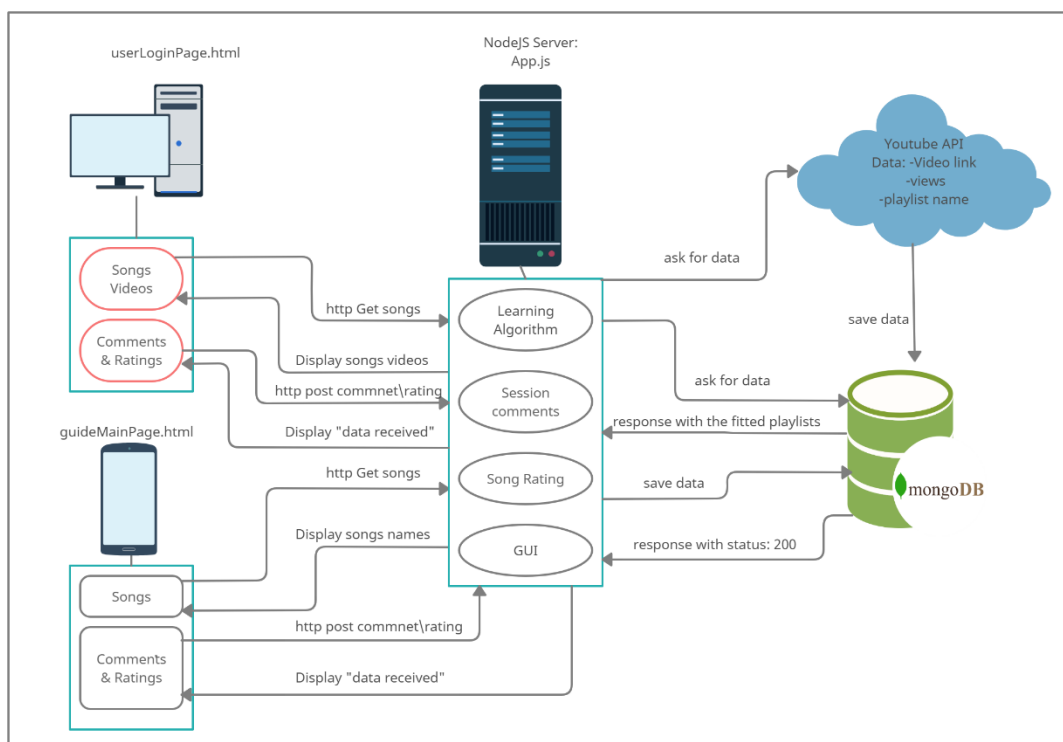 userLoginPage.html
NodeJS Server:
App.js
Youtube API
Data: -Video link
-views
-playlist name
Songs
Videos
Comments
& Ratings
http Get songs
Display songs videos
http post commnet\rating
Display "data received"
Learning
Algorithm
Session
comments
Song Rating
GUI
ask for data
save data
ask for data
response with the fitted playlists
save data
response with status: 200
mongoDB
guideMainPage.html
Songs
Comments
& Ratings
http Get songs
Display songs names
http post commnet\rating
Display "data received"